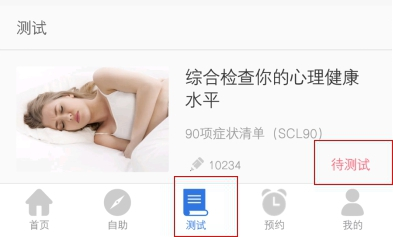 测试
综合检查你的心理健康
水平
90项症状清单（SCL90）
10234
待测试
首页
自助
测试
预约
我的